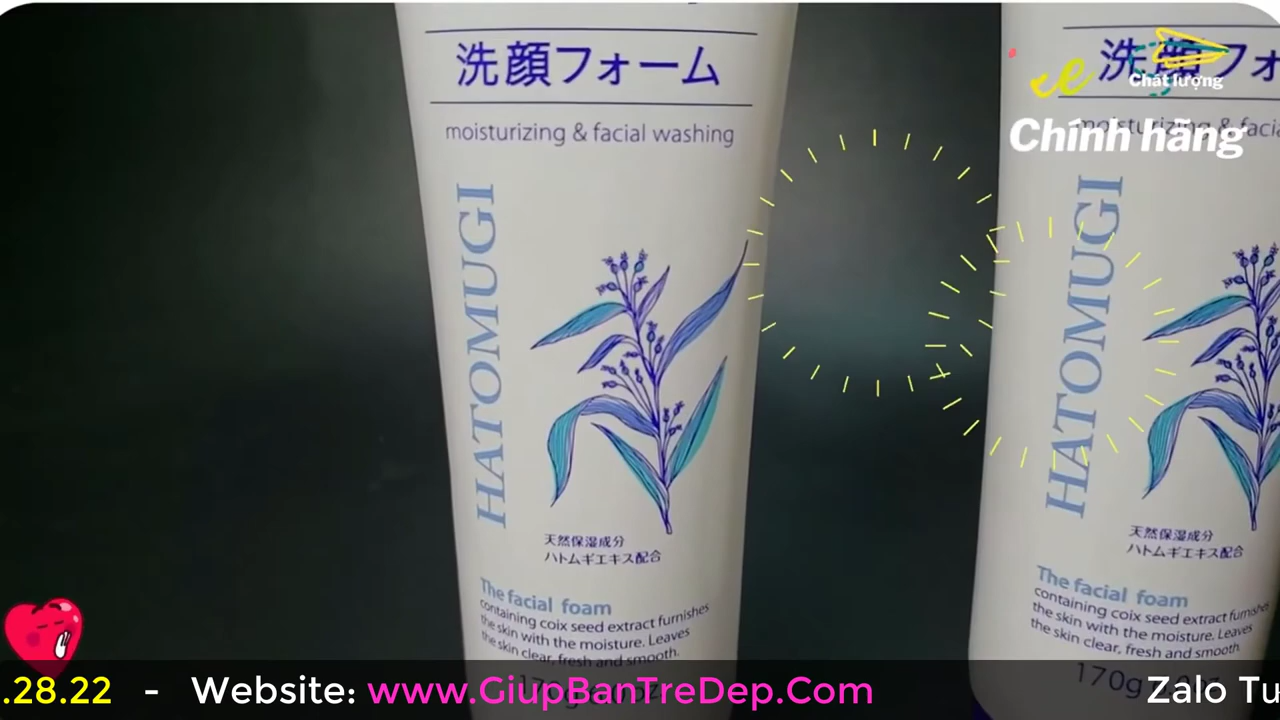 洗顔フォーム
moisturizing & facial washing
HATOMUGI
天然保湿成分
ハトムギエキス配合
The facial foam
containing coix seed extract furnishes
the skin with the moisture. Leaves
the skin clear, fresh and smooth.
洗顔フォ
moisturizing & facia
HATOMUGI
天然保湿成分
ハトムギエキス配合
The facial foam
containing coix seed extract furnishes
the skin with the moisture. Leaves
the skin clear, fresh and smooth.
170g
Chất lượng
Chính hãng
.28.22 - Website: www.GiupBanTreDep.Com Zalo Tu